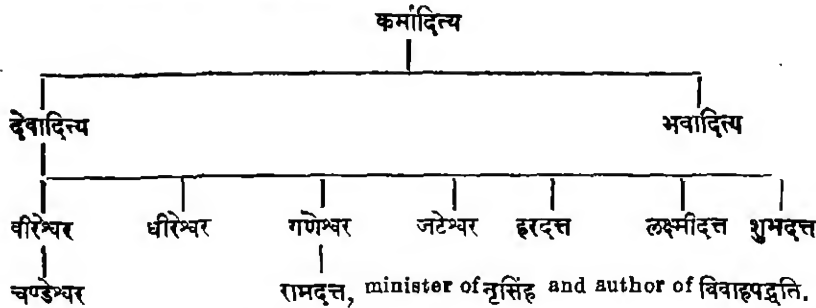 कर्मादित्य
देवादित्य भवादित्य
वीरेश्वर धीरेश्वर गणेश्वर जटेश्वर हरदत्त लक्ष्मीदत्त शुभदत्त
चण्डेश्वर रामदत्त, minister of नृसिंह and author of विवाहपद्धति.